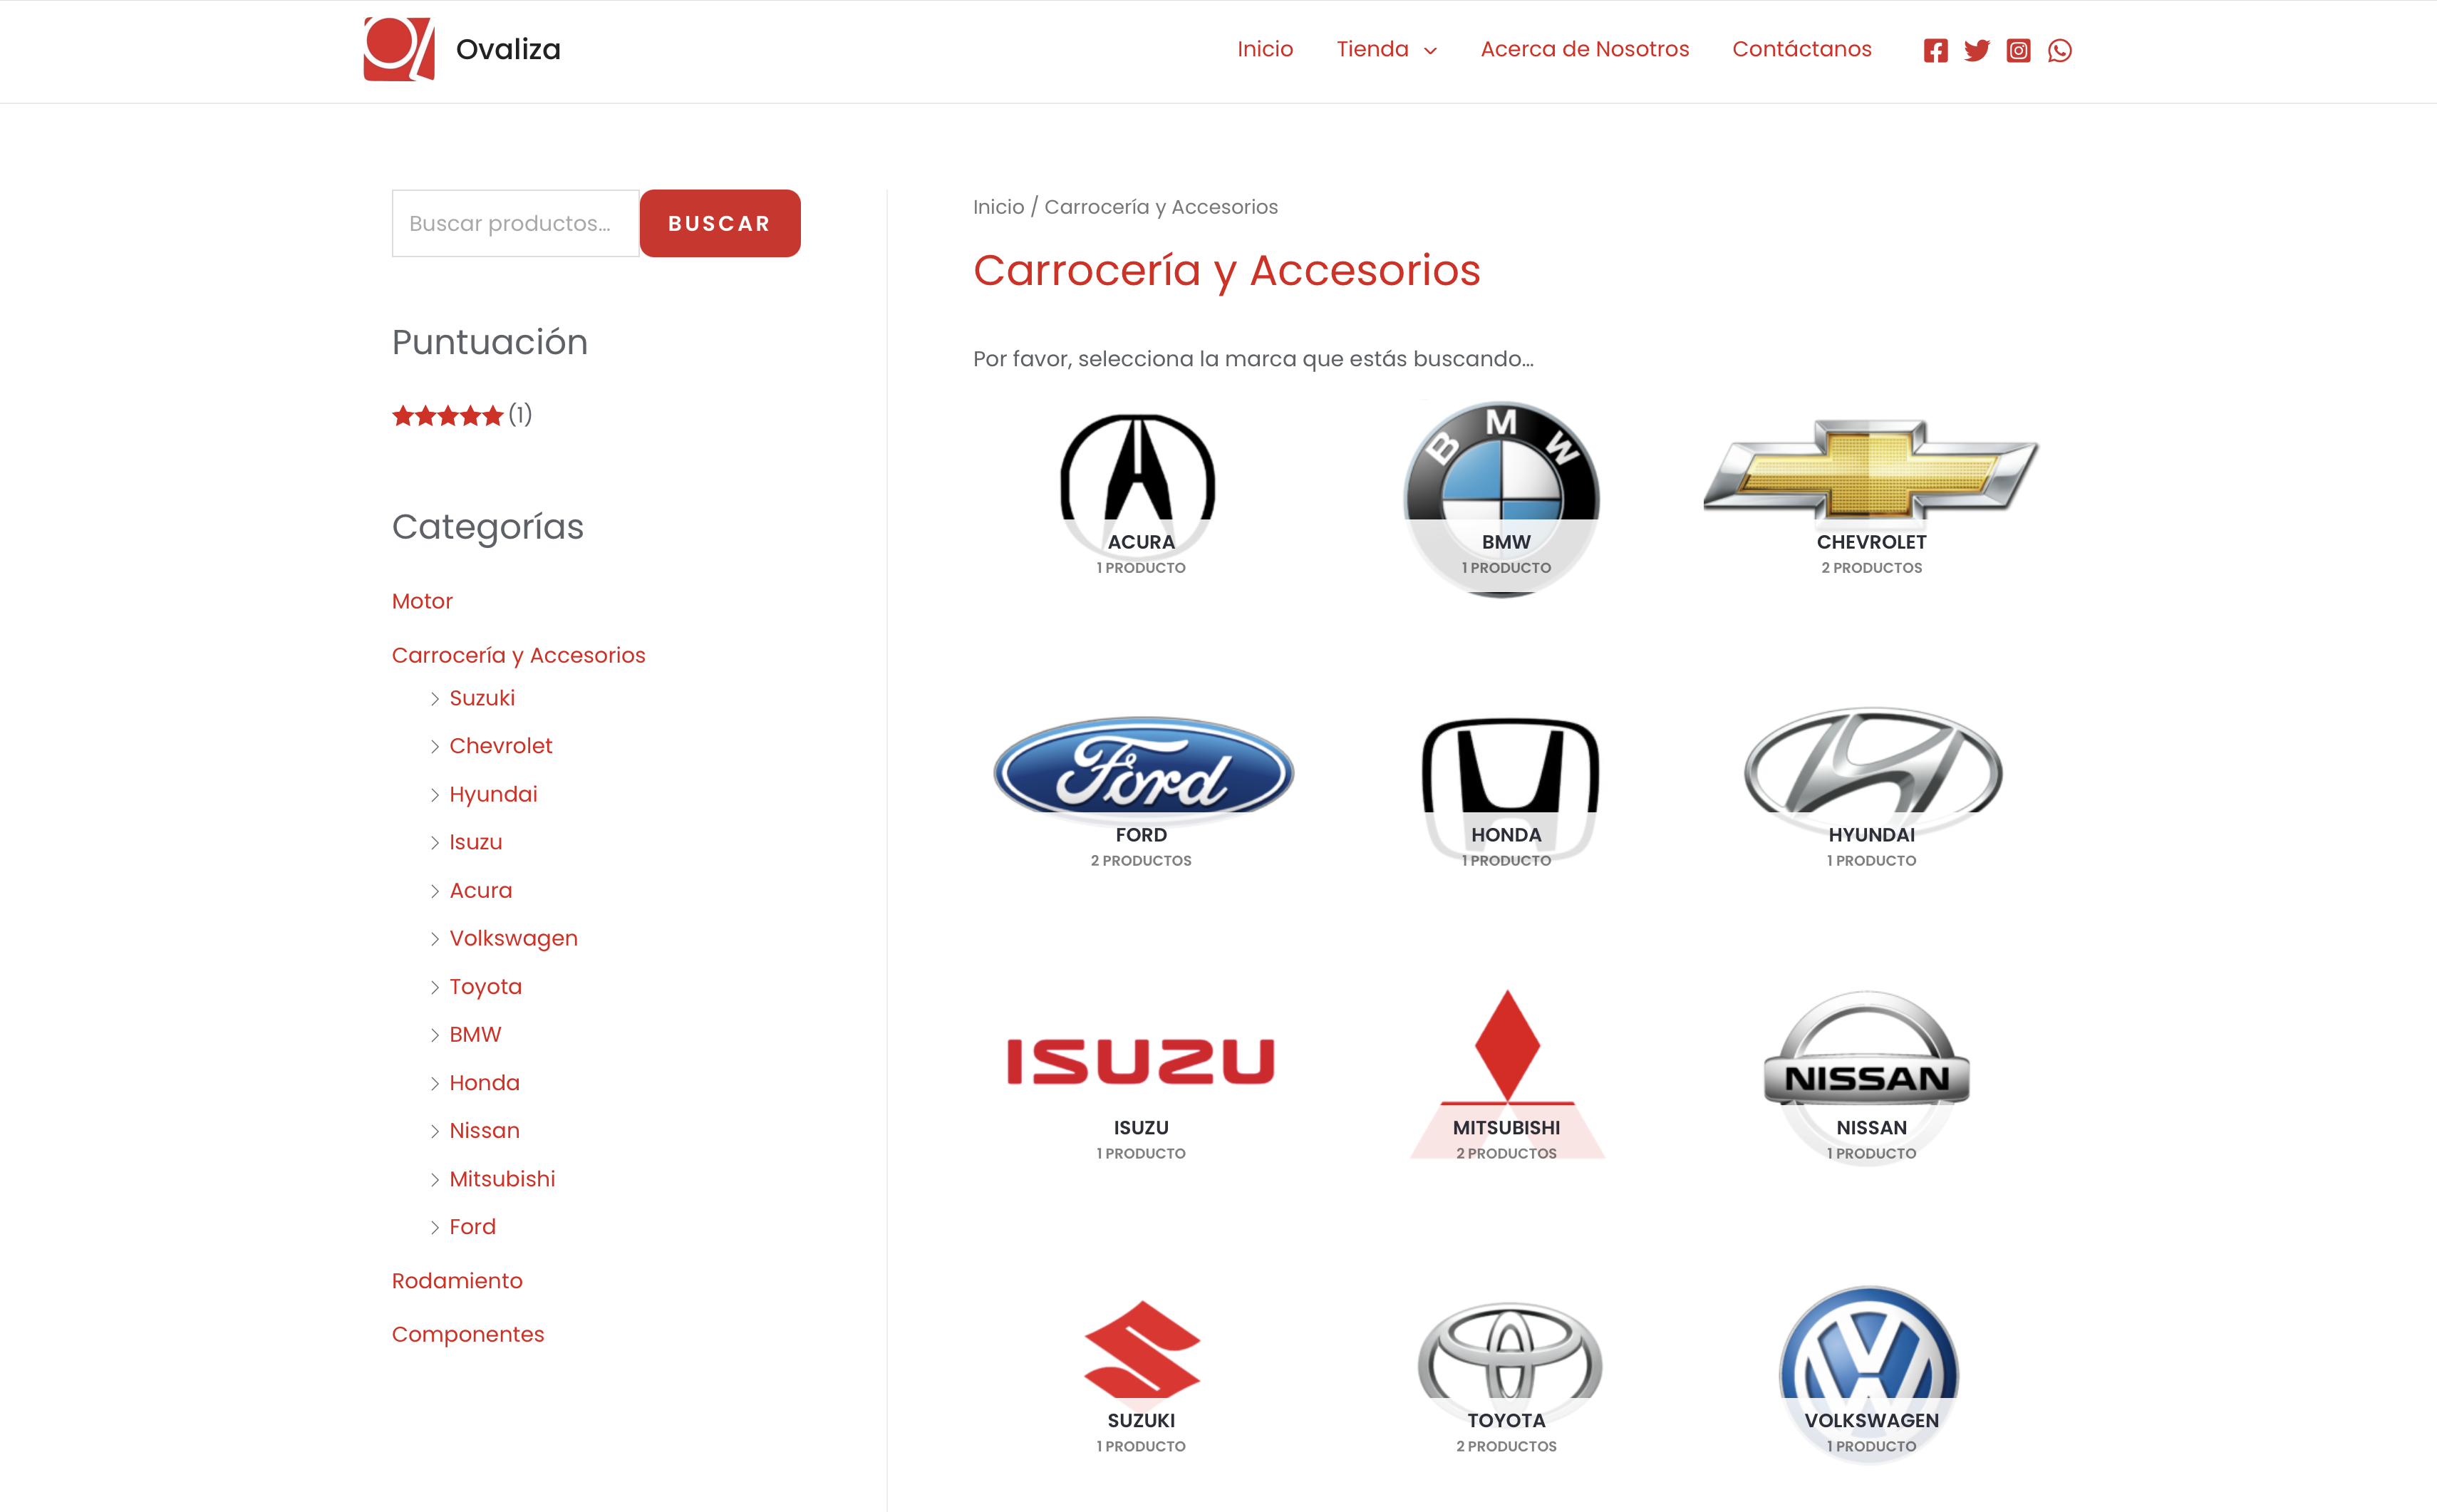 Ovaliza
Inicio
Tienda
Acerca de Nosotros
Contáctanos
Buscar productos...
BUSCAR
Puntuación
(1)
Categorías
Motor
Carrocería y Accesorios
Suzuki
Chevrolet
Hyundai
Isuzu
Acura
Volkswagen
Toyota
BMW
Honda
Nissan
Mitsubishi
Ford
Rodamiento
Componentes
Inicio / Carrocería y Accesorios
Carrocería y Accesorios
Por favor, selecciona la marca que estás buscando...
ACURA
1 PRODUCTO
BMW
BMW
1 PRODUCTO
CHEVROLET
2 PRODUCTOS
Ford
FORD
2 PRODUCTOS
HONDA
1 PRODUCTO
HYUNDAI
1 PRODUCTO
ISUZU
ISUZU
1 PRODUCTO
MITSUBISHI
2 PRODUCTOS
NISSAN
NISSAN
1 PRODUCTO
SUZUKI
1 PRODUCTO
TOYOTA
2 PRODUCTOS
VOLKSWAGEN
1 PRODUCTO